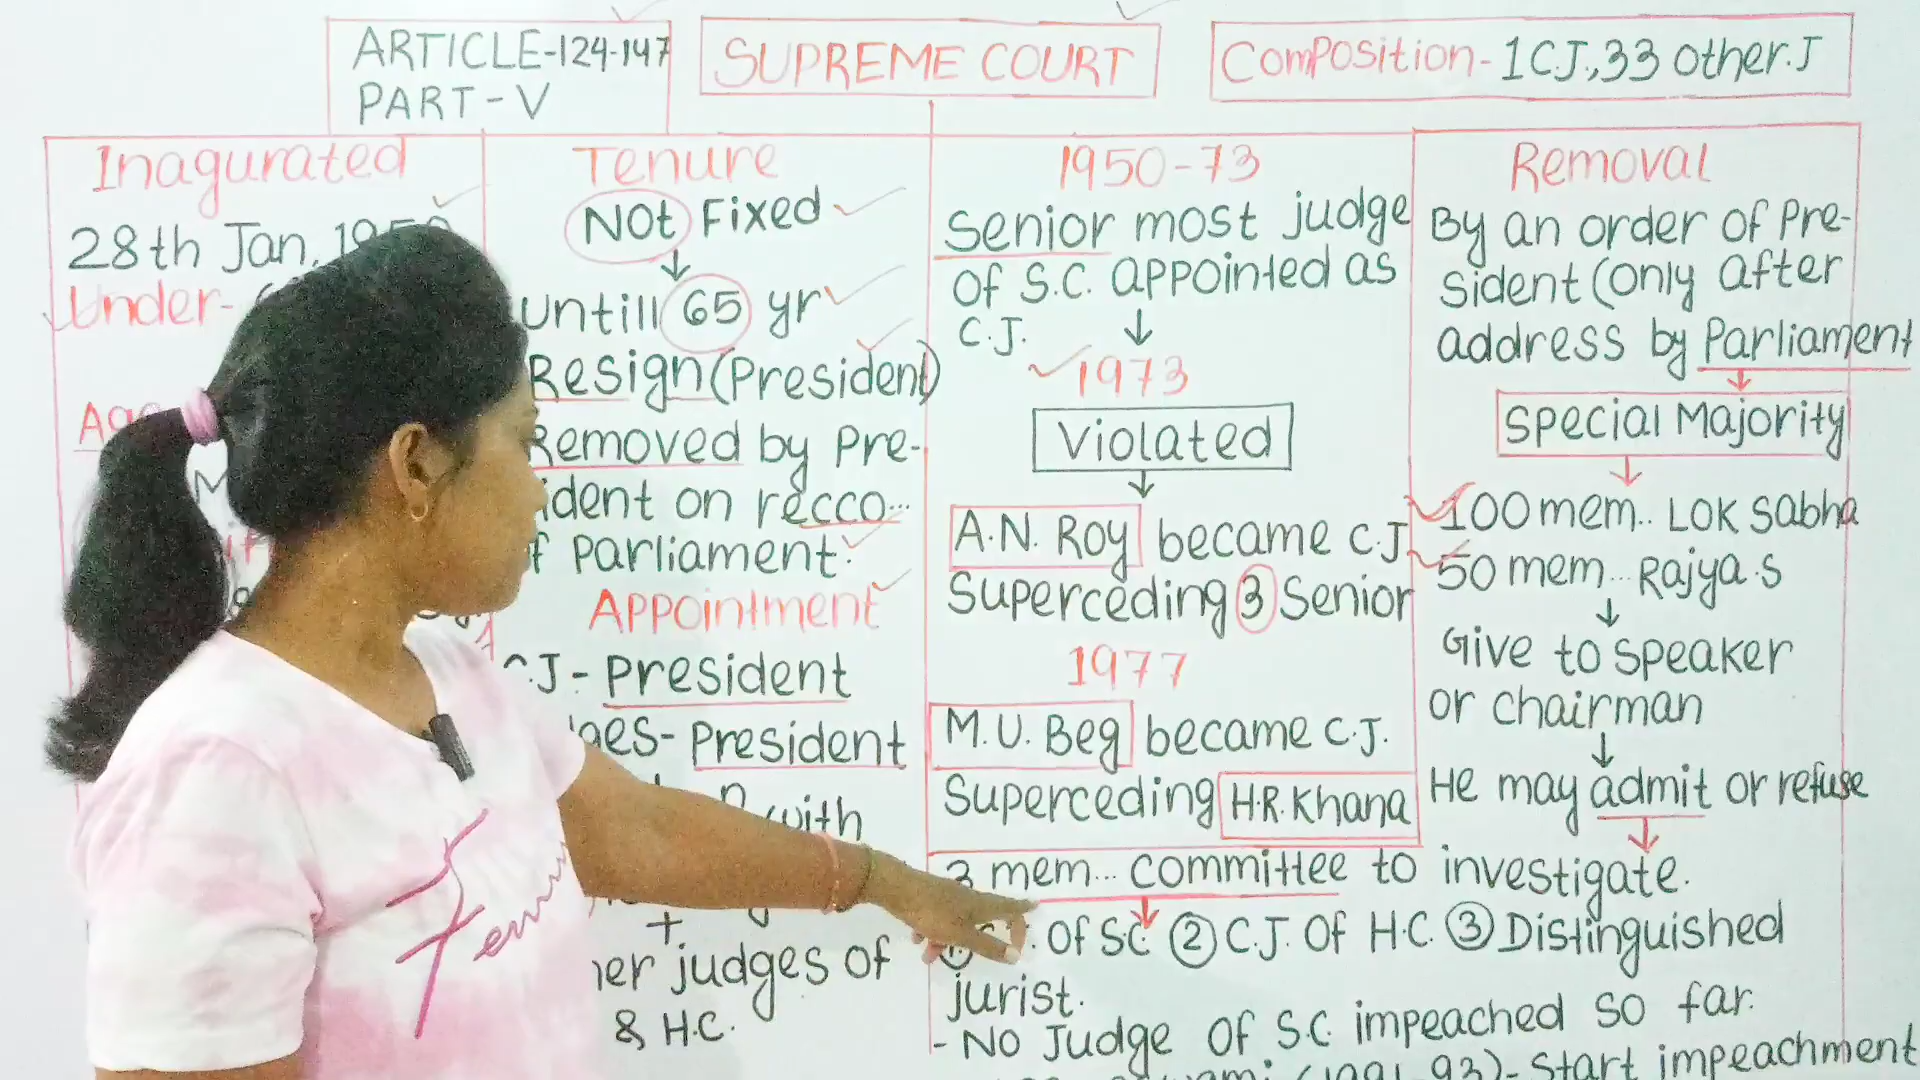 ARTICLE-124-147
PART-V
SUPREME COURT
Composition- 1C.J.,33 other.J
Inagurated
28th Jan,
Under-
Tenure
NOt Fixed
untill 65 yr
Resign(President)
Removed by Pre-
ident on recco...
f Parliament.
Appointment
C.J- President
President
with
+
judges of
& H.C.
1950-73
Senior most judge
of S.C. appointed as
C.J.
1973
Violated
A.N. Roy became C.J
Superceding 3 Senior
1977
M.U. Beg became C.J.
Superceding H.R.Khana
Removal
By an order of Pre-
sident (only after
address by Parliament
Special Majority
100 mem.. Lok Sabha
50 mem... Rajya.S
Give to speaker
or chairman
He may admit or refuse
3 mem... committee to investigate.
of SC ② C.J. Of H.C. ③ Distinguished
jurist.
- No Judge of S.C impeached so far.
(1991-93)- Start impeachment